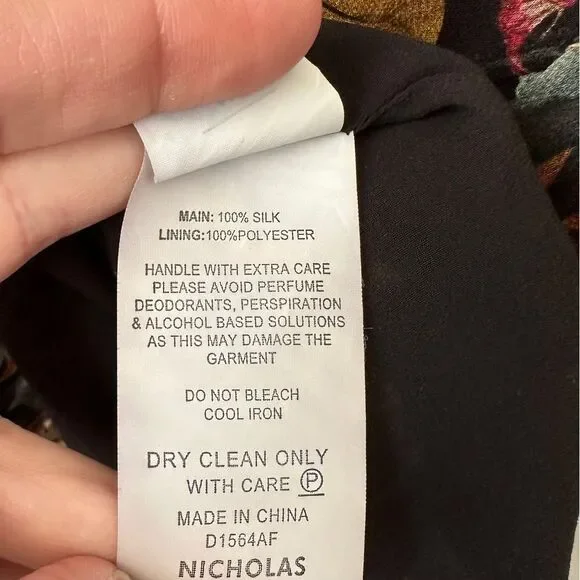 MAIN: 100% SILK
LINING:100%POLYESTER
HANDLE WITH EXTRA CARE
PLEASE AVOID PERFUME
DEODORANTS, PERSPIRATION
& ALCOHOL BASED SOLUTIONS
AS THIS MAY DAMAGE THE
GARMENT
DO NOT BLEACH
COOL IRON
DRY CLEAN ONLY
WITH CARE Ⓟ
MADE IN CHINA
D1564AF
NICHOLAS